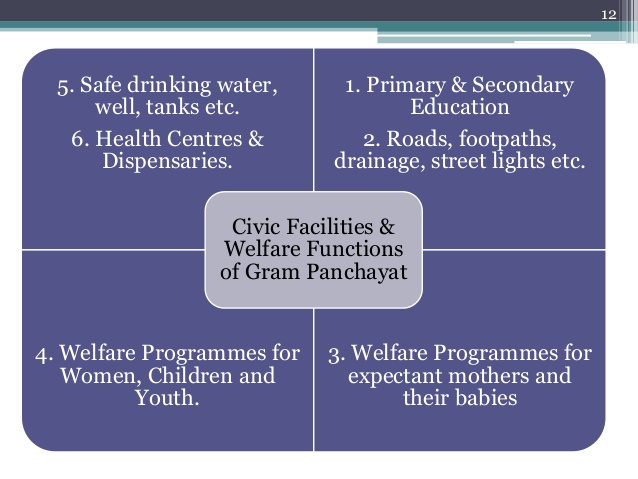 12
5. Safe drinking water,
well, tanks etc.
6. Health Centres &
Dispensaries.
1. Primary & Secondary
Education
2. Roads, footpaths,
drainage, street lights etc.
Civic Facilities &
Welfare Functions
of Gram Panchayat
4. Welfare Programmes for
Women, Children and
Youth.
3. Welfare Programmes for
expectant mothers and
their babies